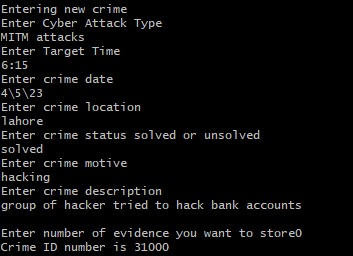 Entering new crime
Enter Cyber Attack Type
MITM attacks
Enter Target Time
6:15
Enter crime date
4\5\23
Enter crime location
lahore
Enter crime status solved or unsolved
solved
Enter crime motive
hacking
Enter crime description
group of hacker tried to hack bank accounts
Enter number of evidence you want to store0
Crime ID number is 31000